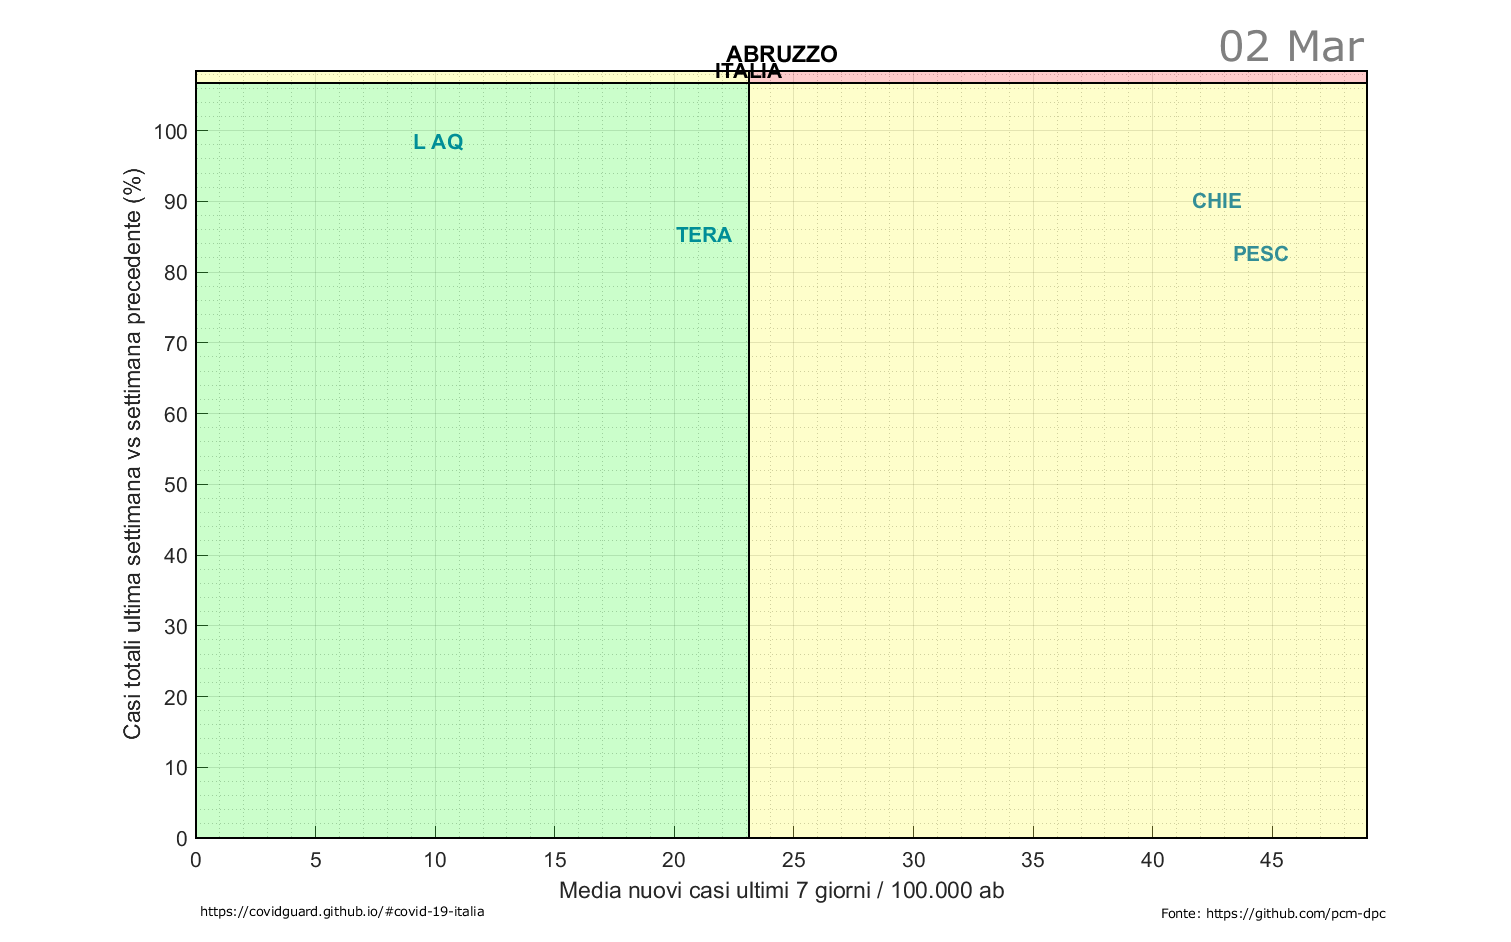 02 Mar
ABRUZZO
ITALIA
Casi totali ultima settimana vs settimana precedente (%)
100
90
80
70
60
50
40
30
20
10
0
L AQ
TERA
CHIE
PESC
0 5 10 15 20 25 30 35 40 45
Media nuovi casi ultimi 7 giorni / 100.000 ab
https://covidguard.github.io/#covid-19-italia
Fonte: https://github.com/pcm-dpc